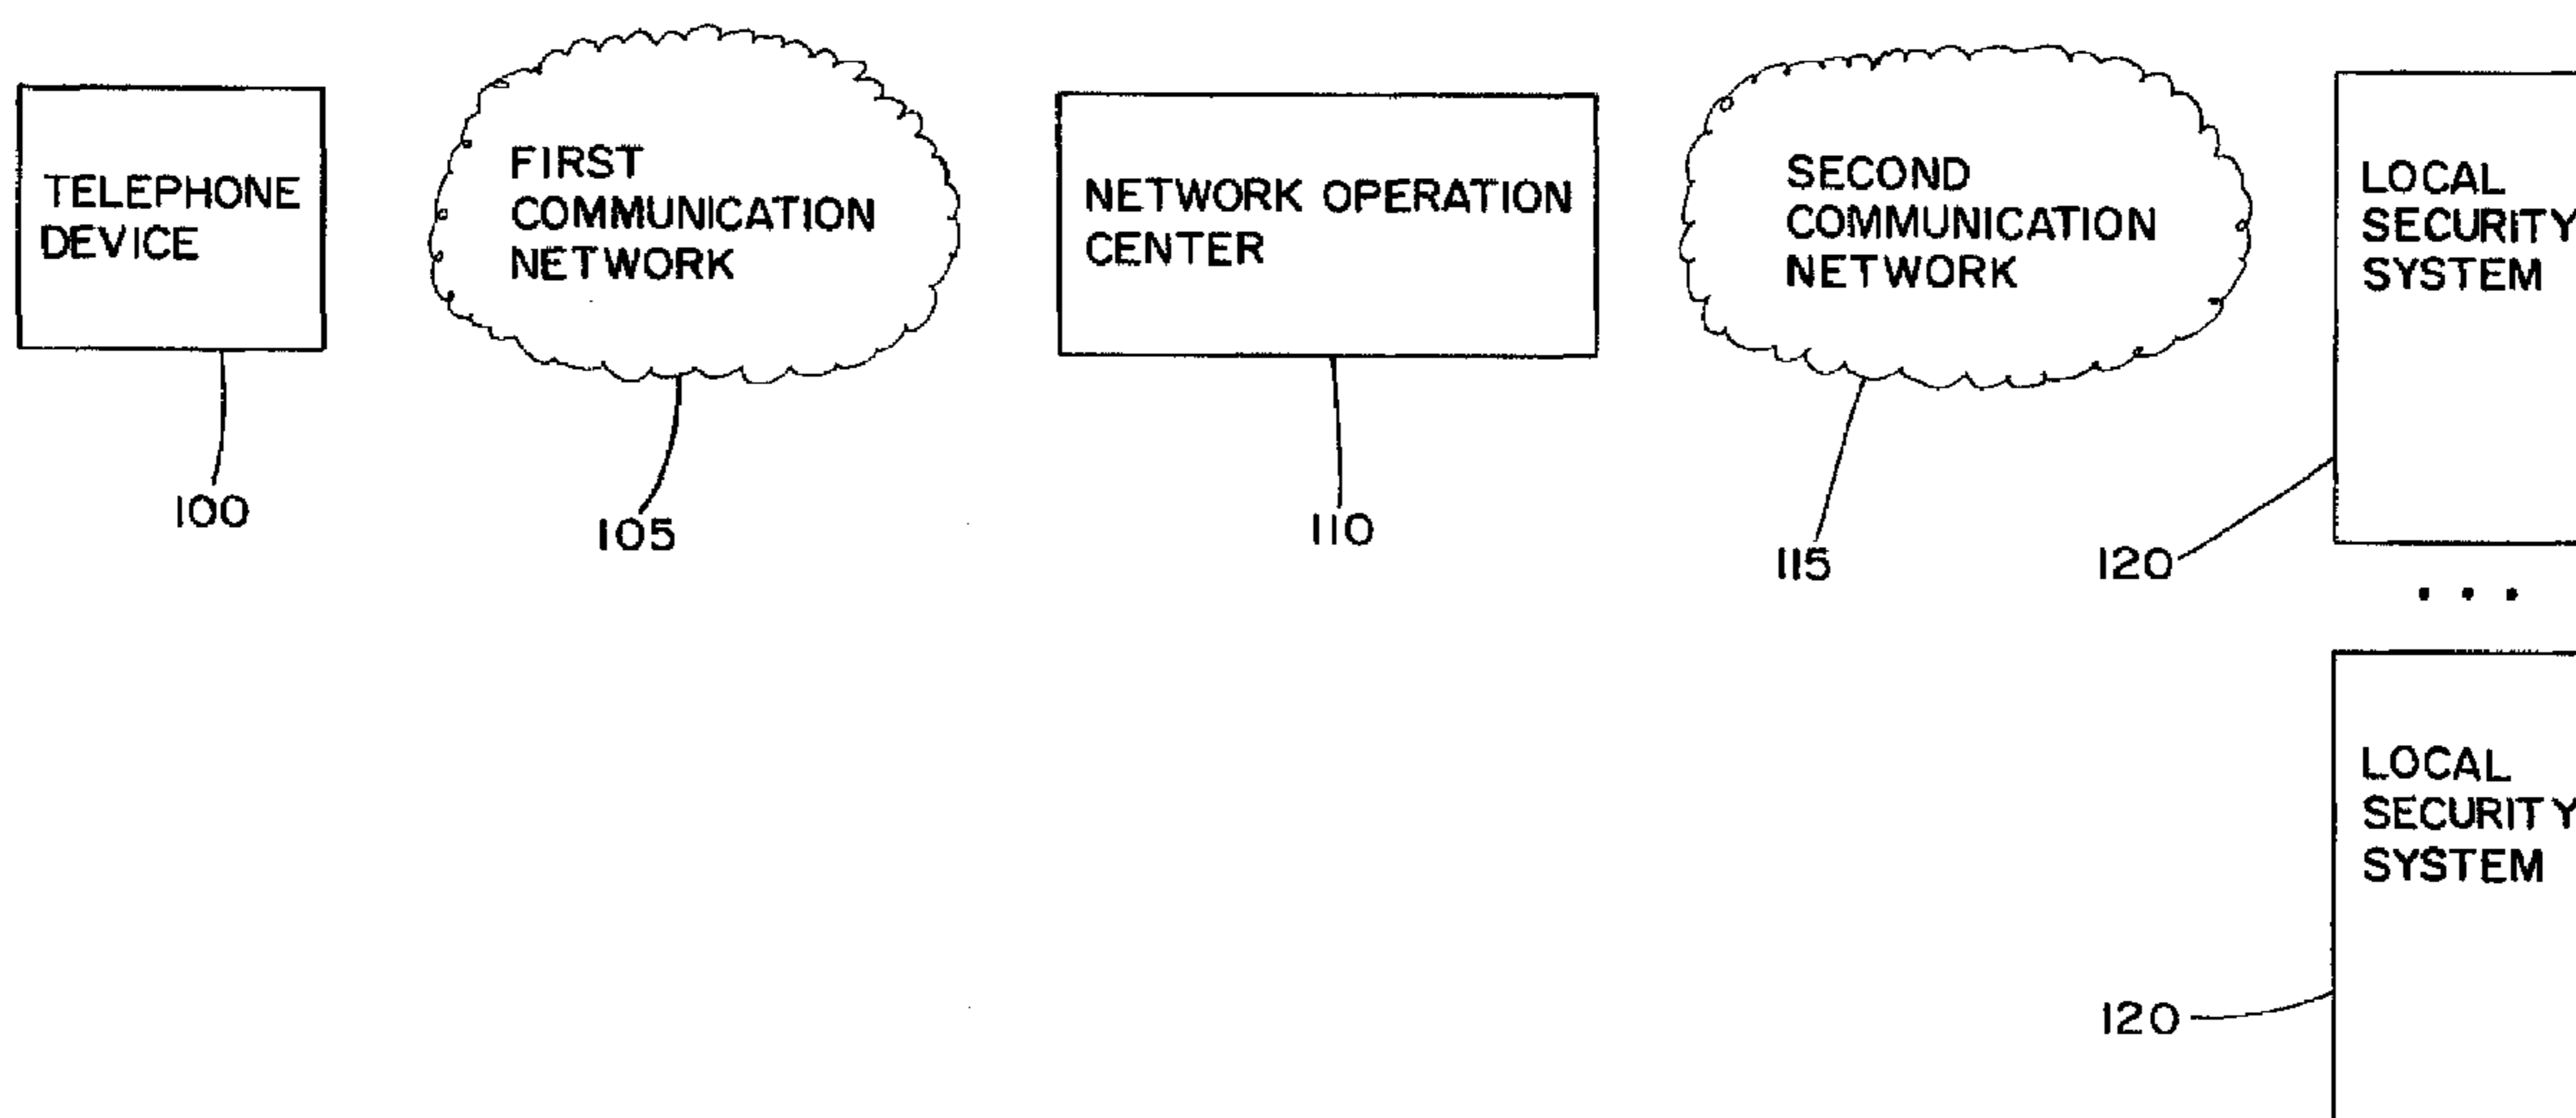 TELEPHONE
DEVICE
FIRST
COMMUNICATION
NETWORK
NETWORK OPERATION
CENTER
SECOND
COMMUNICATION
NETWORK
LOCAL
SECURITY
SYSTEM
100
105
110
115
120
...
LOCAL
SECURITY
SYSTEM
120